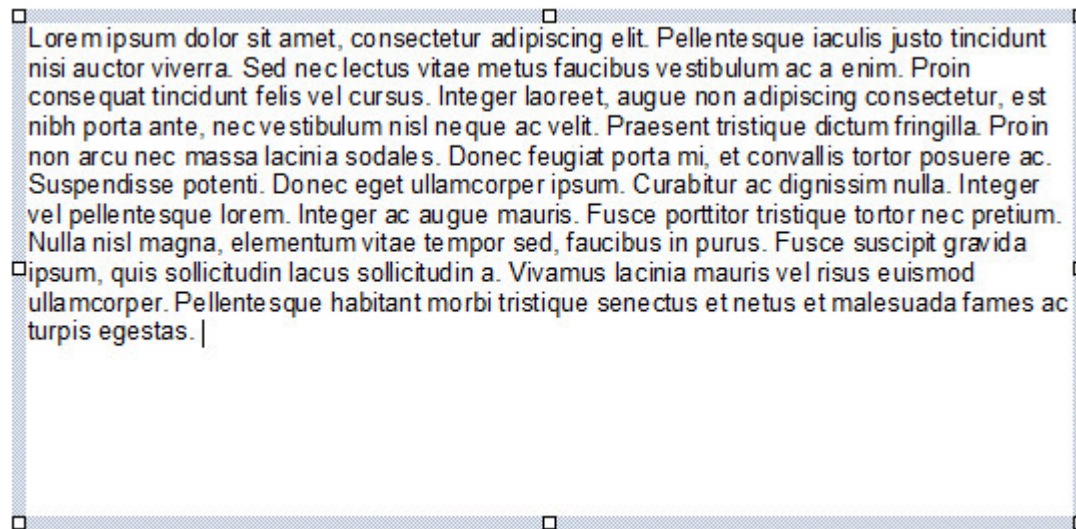 Lorem ipsum dolor sit amet, consectetur adipiscing elit. Pellentesque iaculis justo tincidunt
nisi auctor viverra. Sed nec lectus vitae metus faucibus vestibulum ac a enim. Proin
consequat tincidunt felis vel cursus. Integer laoreet, augue non adipiscing consectetur, est
nibh porta ante, nec vestibulum nisl neque ac velit. Praesent tristique dictum fringilla. Proin
non arcu nec massa lacinia sodales. Donec feugiat porta mi, et convallis tortor posuere ac.
Suspendisse potenti. Donec eget ullamcorper ipsum. Curabitur ac dignissim nulla. Integer
vel pellentesque lorem. Integer ac augue mauris. Fusce porttitor tristique tortor nec pretium.
Nulla nisl magna, elementum vitae tempor sed, faucibus in purus. Fusce suscipit gravida
ipsum, quis sollicitudin lacus sollicitudin a. Vivamus lacinia mauris vel risus euismod
ullamcorper. Pellentesque habitant morbi tristique senectus et netus et malesuada fames ac
turpis egestas.